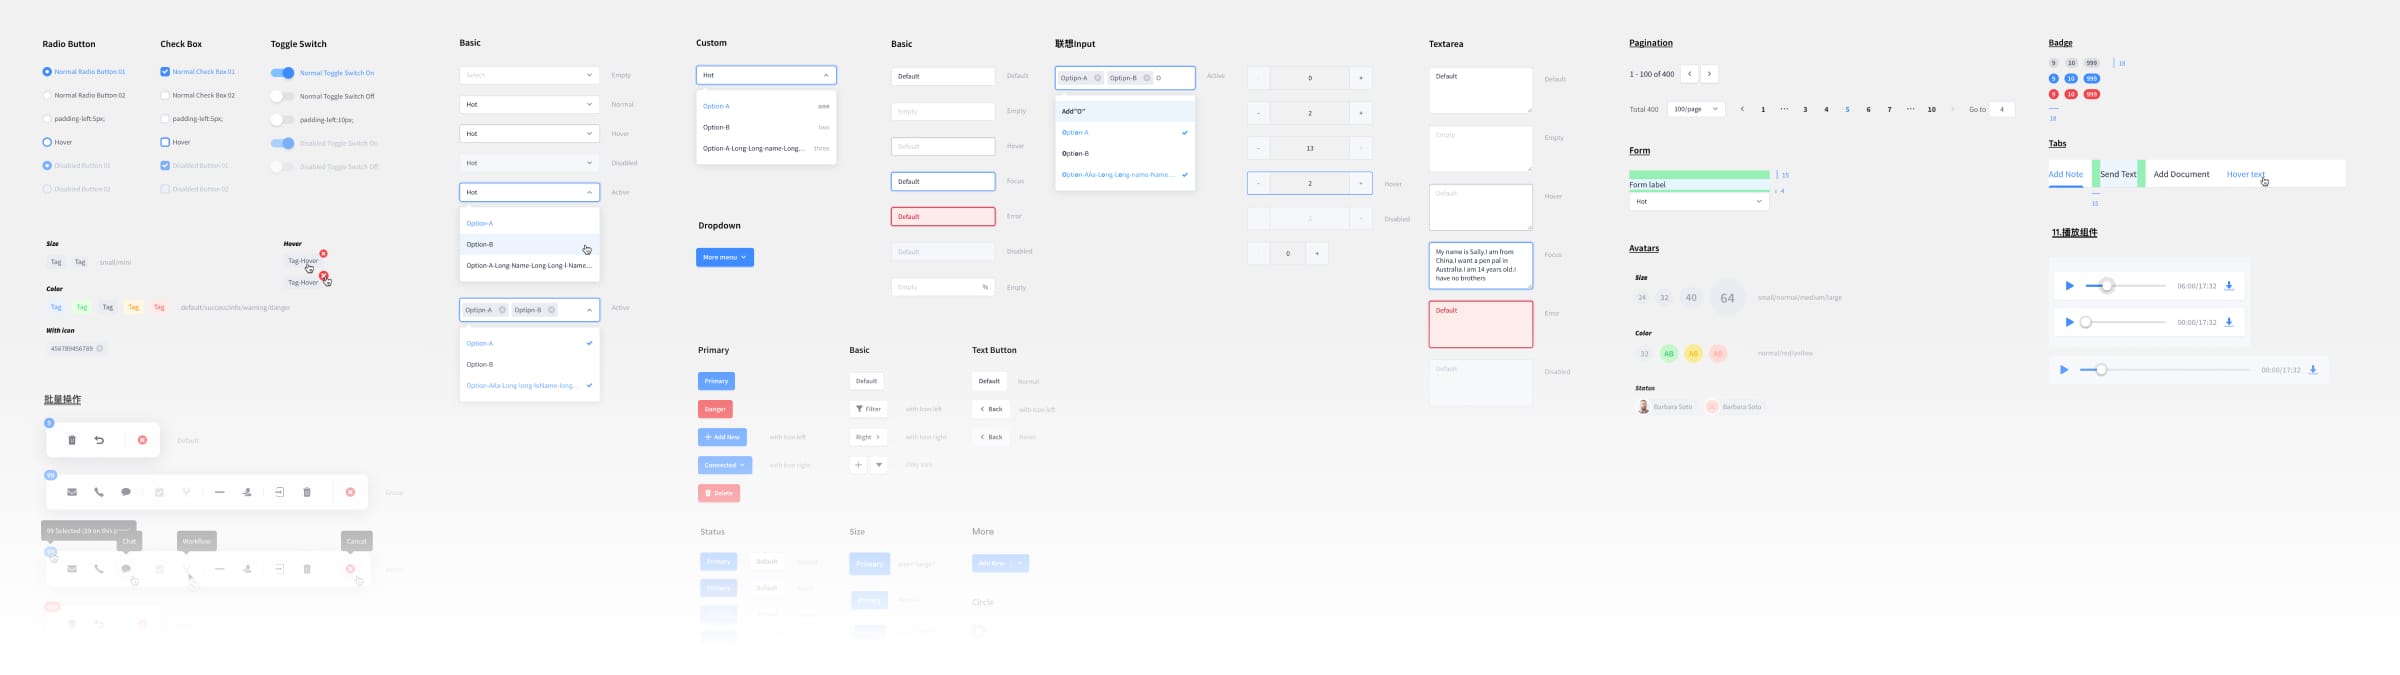 Radio Button
Normal Radio Button 01
Normal Radio Button 02
padding-left:5px;
Hover
Disabled Button 01
Disabled Button 02
Check Box
Normal Check Box 01
Normal Check Box 02
padding-left:5px;
Hover
Disabled Button 01
Disabled Button 02
Toggle Switch
Normal Toggle Switch On
Normal Toggle Switch Off
padding-left:10px;
Disabled Toggle Switch On
Disabled Toggle Switch Off
Size
Tag Tag small/mini
Hover
Tag-Hover
Tag-Hover
Color
Tag Tag Tag Tag Tag default/success/info/warning/danger
With icon
456789456789
批量操作
9
Default
99
Group
99 Selected (39 on this page)
Chat
Workflow
Cancel
Basic
Select Empty
Hot Normal
Hot Hover
Hot Disabled
Hot Active
Option-A
Option-B
Option-A-Long-Name-Long-Long-l-Name...
Optipn-A Optipn-B Active
Option-A
Option-B
Option-AAa-Long-long-loName-long...
Custom
Hot
Option-A one
Option-B two
Option-A-Long-Long-name-Long... three
Dropdown
More menu
Basic
Default Default
Empty Empty
Default Hover
Default Focus
Default Error
Default Disabled
Empty % Empty
联想Input
Optipn-A Optipn-B O Active
Add"O"
Option-A
Option-B
Option-AAa-Long-Long-name-Name...
- 0 +
- 2 +
- 13 +
- 2 + Hover
- 2 + Disabled
0 +
Primary
Primary
Danger
+ Add New with icon left
Connected with icon right
Delete
Basic
Default
Filter with icon left
Right with icon right
Only icon
Text Button
Default Normal
Back with icon left
Back Hover
Status
Primary Default
Primary Default
Size
Primary
Primary
More
Add New
Circle
Textarea
Default Default
Empty Empty
Default Hover
My name is Sally.I am from
China.I want a pen pal in
Australia.I am 14 years old.I
have no brothers
Focus
Default Error
Default Disabled
Pagination
1 - 100 of 400
Total 400 100/page 1 ··· 3 4 5 6 7 ··· 10 Go to 4
Form
15
Form label
4
Hot
Avatars
Size
24 32 40 64 small/normal/medium/large
Color
32 AB AB AB normal/red/yellow
Status
Barbara Soto Barbara Soto
Badge
9 10 999 18
9 10 999
9 10 999
18
Tabs
Add Note Send Text Add Document Hover text
15
11.播放组件
06:00/17:32
00:00/17:32
00:00/17:32